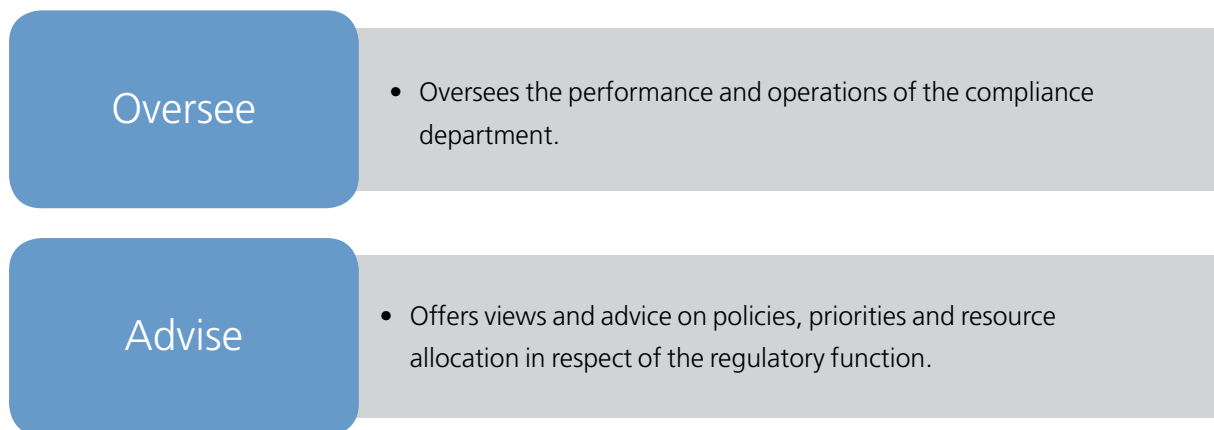 Oversee
• Oversees the performance and operations of the compliance
department.
Advise
• Offers views and advice on policies, priorities and resource
allocation in respect of the regulatory function.